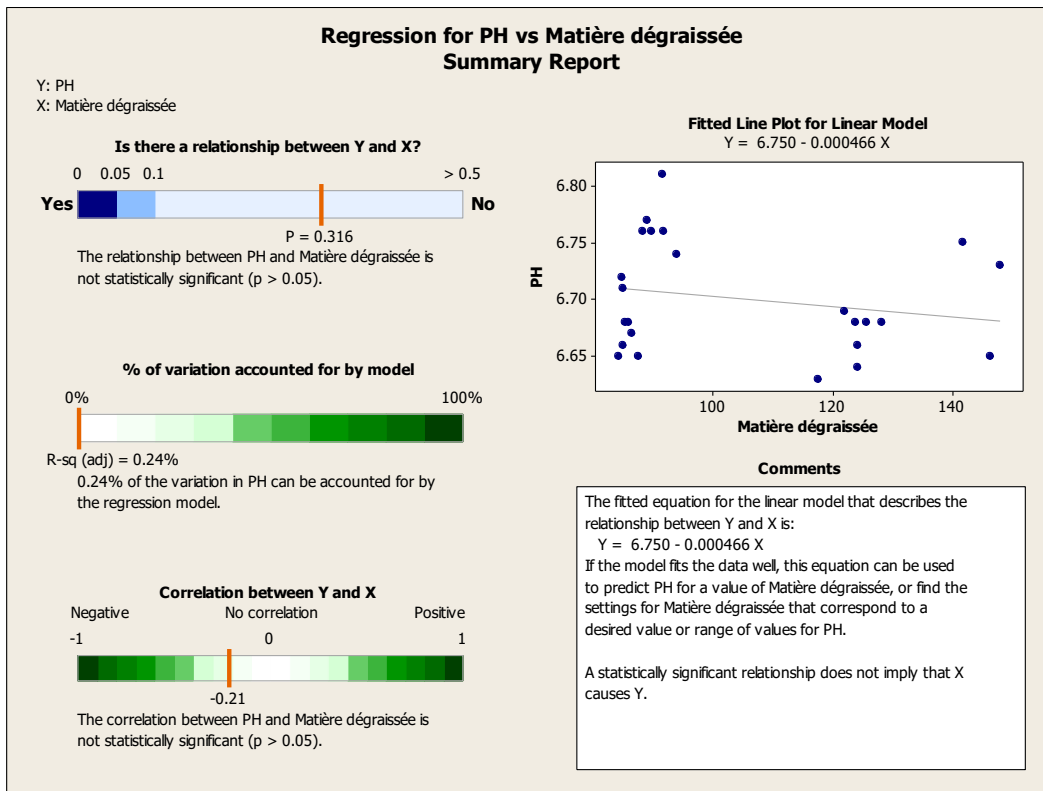 Regression for PH vs Matière dégraissée
Summary Report
Y: PH
X: Matière dégraissée
Is there a relationship between Y and X?
0 0.05 0.1 > 0.5
Yes No
P = 0.316
The relationship between PH and Matière dégraissée is
not statistically significant (p > 0.05).
% of variation accounted for by model
0% 100%
R-sq (adj) = 0.24%
0.24% of the variation in PH can be accounted for by
the regression model.
Correlation between Y and X
Negative No correlation Positive
-1 0 1
-0.21
The correlation between PH and Matière dégraissée is
not statistically significant (p > 0.05).
Fitted Line Plot for Linear Model
Y = 6.750 - 0.000466 X
6.80
6.75
6.70
6.65
PH
100 120 140
Matière dégraissée
Comments
The fitted equation for the linear model that describes the
relationship between Y and X is:
Y = 6.750 - 0.000466 X
If the model fits the data well, this equation can be used
to predict PH for a value of Matière dégraissée, or find the
settings for Matière dégraissée that correspond to a
desired value or range of values for PH.
A statistically significant relationship does not imply that X
causes Y.